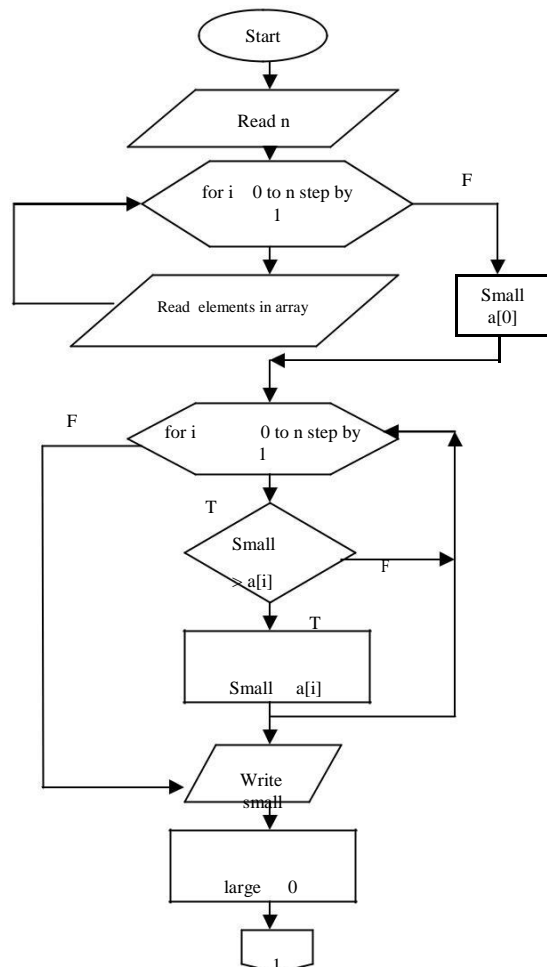 Start
Read n
for i 0 to n step by
1
F
Read elements in array
Small
a[0]
F
for i 0 to n step by
1
T
Small
> a[i]
F
T
Small a[i]
Write
small
large 0
1